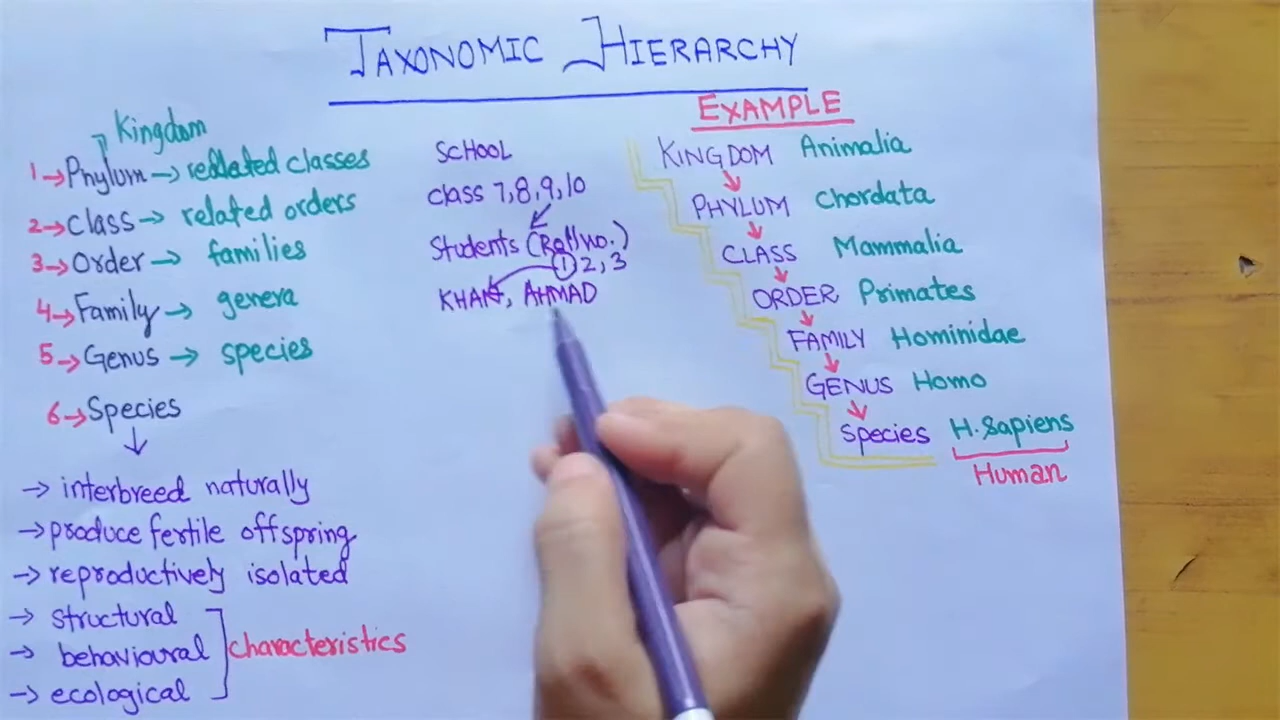 TAXONOMIC HIERARCHY
Kingdom
1→Phylum→ related classes
2→Class→ related orders
3→Order→ families
4→Family→ genera
5→Genus→ species
6→Species
↓
→ interbreed naturally
→ produce fertile offspring
→ reproductively isolated
→ structural
→ behavioural
→ ecological
characteristics
SCHOOL
class 7,8,9,10
Students (Roll no.)
1 2, 3
KHAN, AHMAD
EXAMPLE
KINGDOM Animalia
PHYLUM Chordata
CLASS Mammalia
ORDER Primates
FAMILY Hominidae
GENUS Homo
Species H. Sapiens
Human